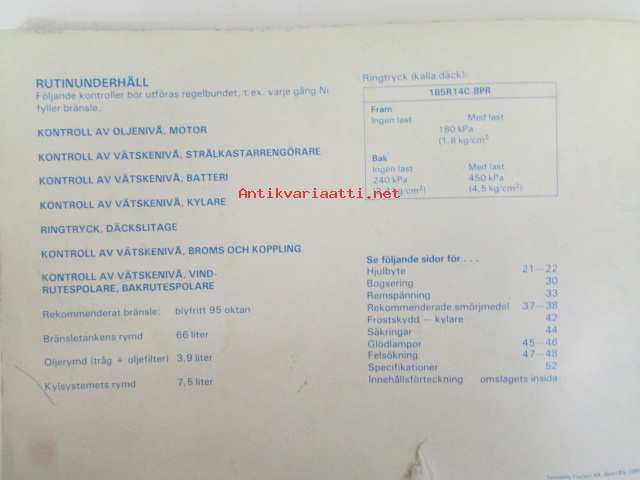 RUTINUNDERHÅLL
Följande kontroller bör utföras regelbundet, t.ex. varje gång Ni
fyller bränsle.
KONTROLL AV OLJENIVÅ, MOTOR
KONTROLL AV VÄTSKENIVÅ, STRÅLKASTARRENGÖRARE
KONTROLL AV VÄTSKENIVÅ, BATTERI
KONTROLL AV VÄTSKENIVÅ, KYLARE
RINGTRYCK, DÄCKSLITAGE
KONTROLL AV VÄTSKENIVÅ, BROMS OCH KOPPLING
KONTROLL AV VÄTSKENIVÅ, VIND-
RUTESPOLARE, BAKRUTESPOLARE
Rekommenderat bränsle: blyfritt 95 oktan
Bränsletankens rymd 66 liter
Oljerymd (tråg + oljefilter) 3,9 liter
Kylsystemets rymd 7,5 liter
Ringtryck (kalla däck):
185R14C-8PR
Fram
Ingen last Med last
180 kPa
(1,8 kg/cm²)
Bak
Ingen last Med last
240 kPa 450 kPa
(2,4 kg/cm²) (4,5 kg/cm²)
Antikvariaatti.net
Se följande sidor för . . .
Hjulbyte 21—22
Bogsering 30
Remspänning 33
Rekommenderade smörjmedel 37—38
Frostskydd — kylare 42
Säkringar 44
Glödlampor 45—46
Felsökning 47—48
Specifikationer 52
Innehållsförteckning omslagets insida